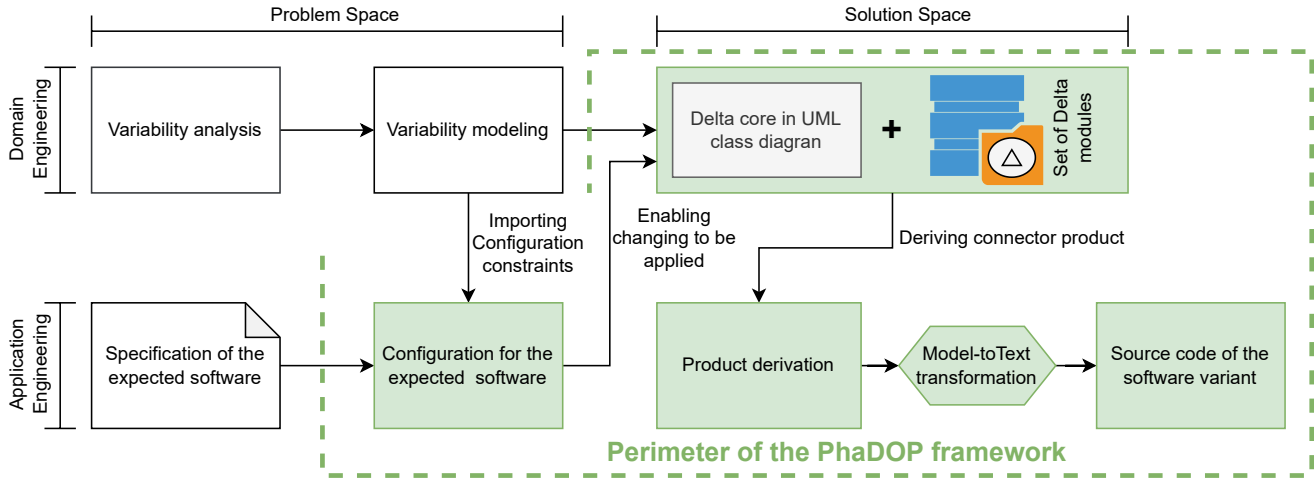 Problem Space
Solution Space
Domain
Engineering
Variability analysis
Variability modeling
Delta core in UML
class diagran
+
Set of Delta
modules
Importing
Configuration
constraints
Enabling
changing to be
applied
Deriving connector product
Application
Engineering
Specification of the
expected software
Configuration for the
expected software
Product derivation
Model-toText
transformation
Source code of the
software variant
Perimeter of the PhaDOP framework